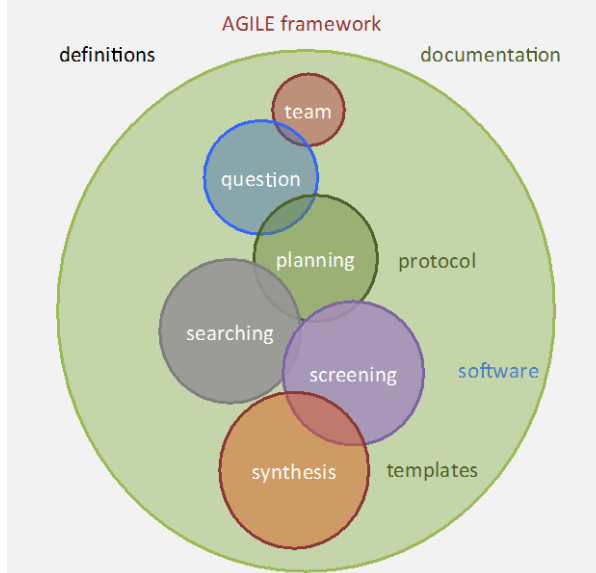 AGILE framework
definitions
documentation
team
question
planning
protocol
searching
screening
software
synthesis
templates